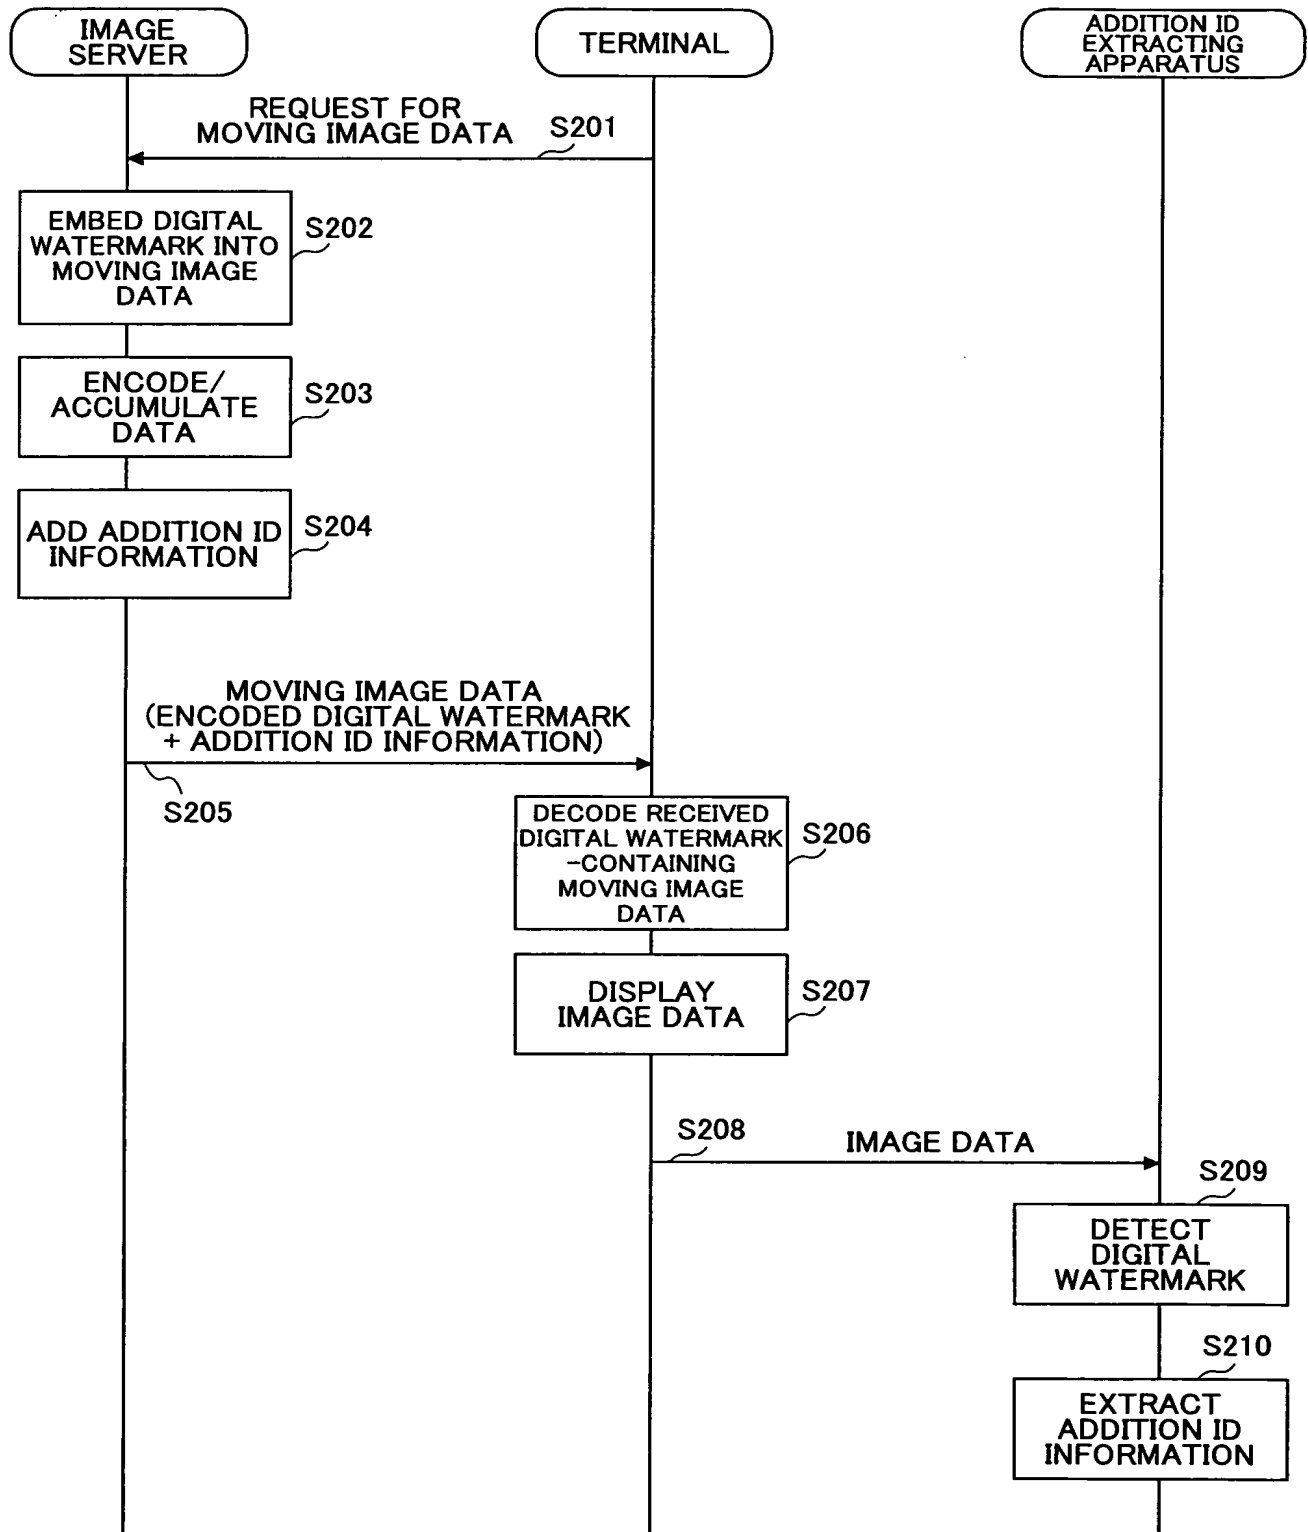 IMAGE
SERVER
TERMINAL
ADDITION ID
EXTRACTING
APPARATUS
REQUEST FOR
MOVING IMAGE DATA
S201
EMBED DIGITAL
WATERMARK INTO
MOVING IMAGE
DATA
S202
ENCODE/
ACCUMULATE
DATA
S203
ADD ADDITION ID
INFORMATION
S204
MOVING IMAGE DATA
(ENCODED DIGITAL WATERMARK
+ ADDITION ID INFORMATION)
S205
DECODE RECEIVED
DIGITAL WATERMARK
-CONTAINING
MOVING IMAGE
DATA
S206
DISPLAY
IMAGE DATA
S207
S208
IMAGE DATA
S209
DETECT
DIGITAL
WATERMARK
S210
EXTRACT
ADDITION ID
INFORMATION